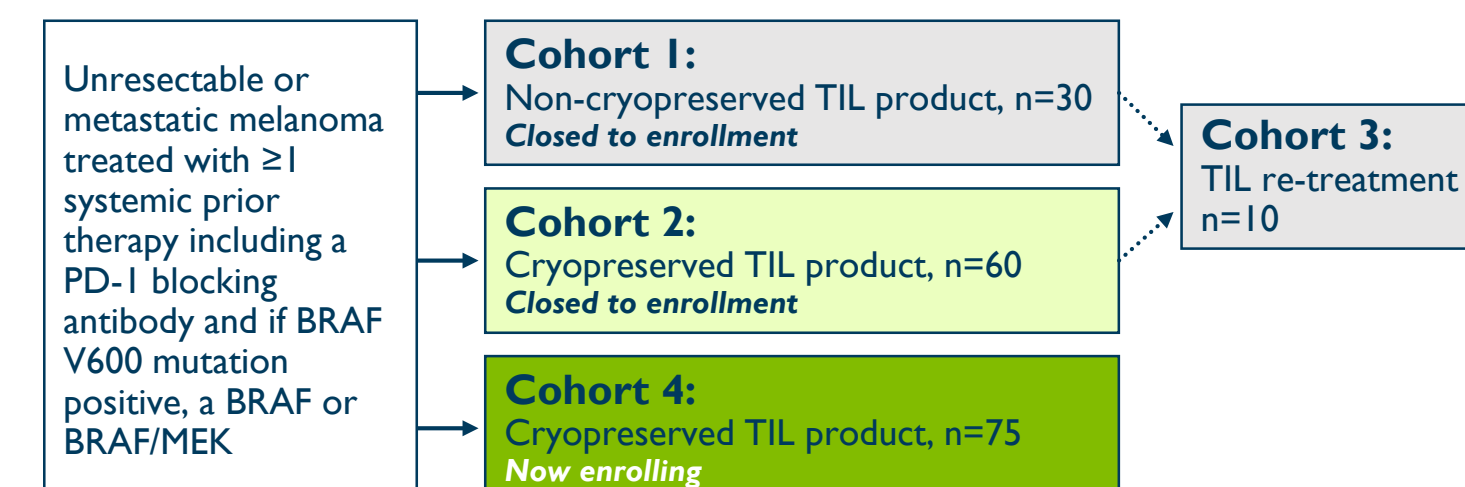 Unresectable or
metastatic melanoma
treated with ≥1
systemic prior
therapy including a
PD-1 blocking
antibody and if BRAF
V600 mutation
positive, a BRAF or
BRAF/MEK
Cohort 1:
Non-cryopreserved TIL product, n=30
Closed to enrollment
Cohort 2:
Cryopreserved TIL product, n=60
Closed to enrollment
Cohort 4:
Cryopreserved TIL product, n=75
Now enrolling
Cohort 3:
TIL re-treatment
n=10